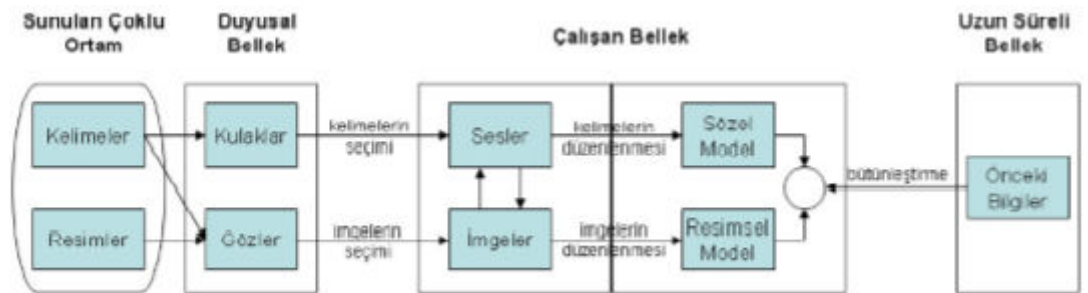 Sunulan Çoklu
Ortam
Duyusal
Bellek
Çalışan Bellek
Uzun Süreli
Bellek
Kelimeler
Kulaklar
kelimelerin
seçimi
Sesler
kelimelerin
düzenlenmesi
Sözel
Model
bütünleştirme
Önceki
Bilgiler
Resimler
Gözler
imgelerin
seçimi
İmgeler
imgelerin
düzenlenmesi
Resimsel
Model